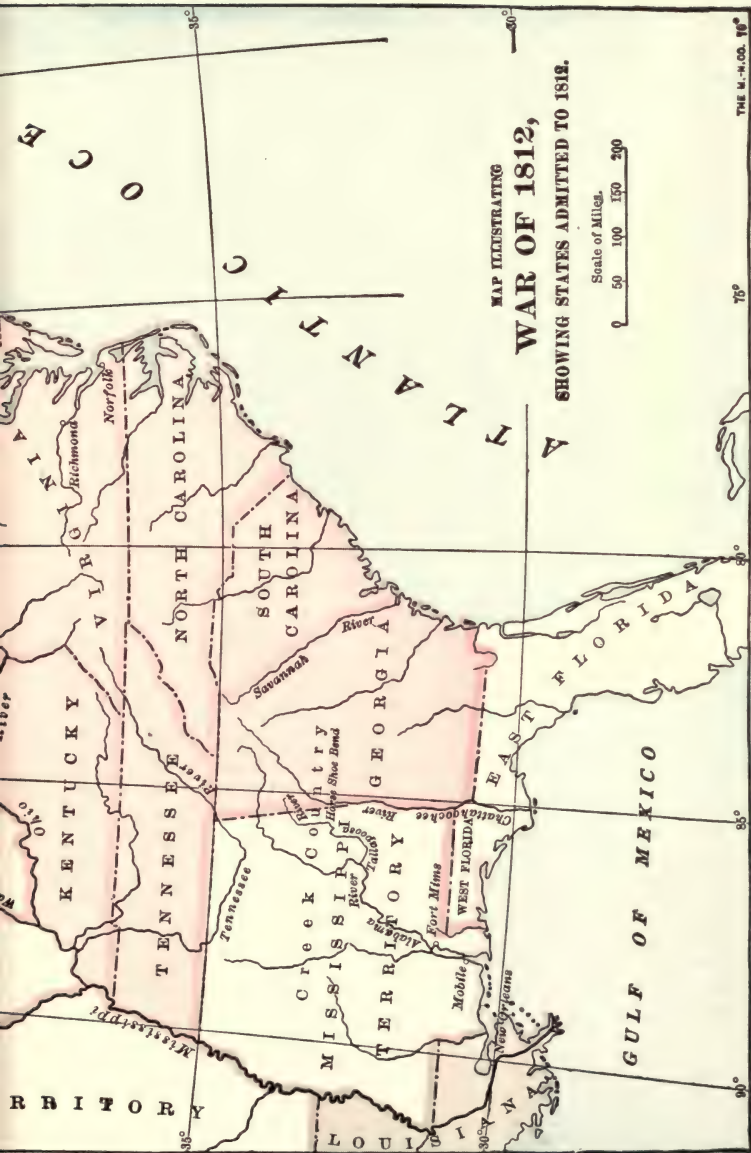 MAP ILLUSTRATING
WAR OF 1812,
SHOWING STATES ADMITTED TO 1812.
Scale of Miles.
0 50 100 150 200
OCE
ATLANTIC
35°
30°
75°
THE M.-N.CO. 70°
VIRGINIA
Richmond
Norfolk
NORTH CAROLINA
SOUTH
CAROLINA
Savannah River
GEORGIA
EAST FLORIDA
80°
Ohio
KENTUCKY
TENNESSEE
River
Tennessee
Creek Country
Horse Shoe Bend
River
Tallapoosa
River
Alabama
Chattahoochee River
MISSISSIPPI
TERRITORY
Fort Mims
WEST FLORIDA
Mobile
New Orleans
85°
GULF OF MEXICO
Mississippi
RRITORY
LOUISIANA
35°
30°
90°